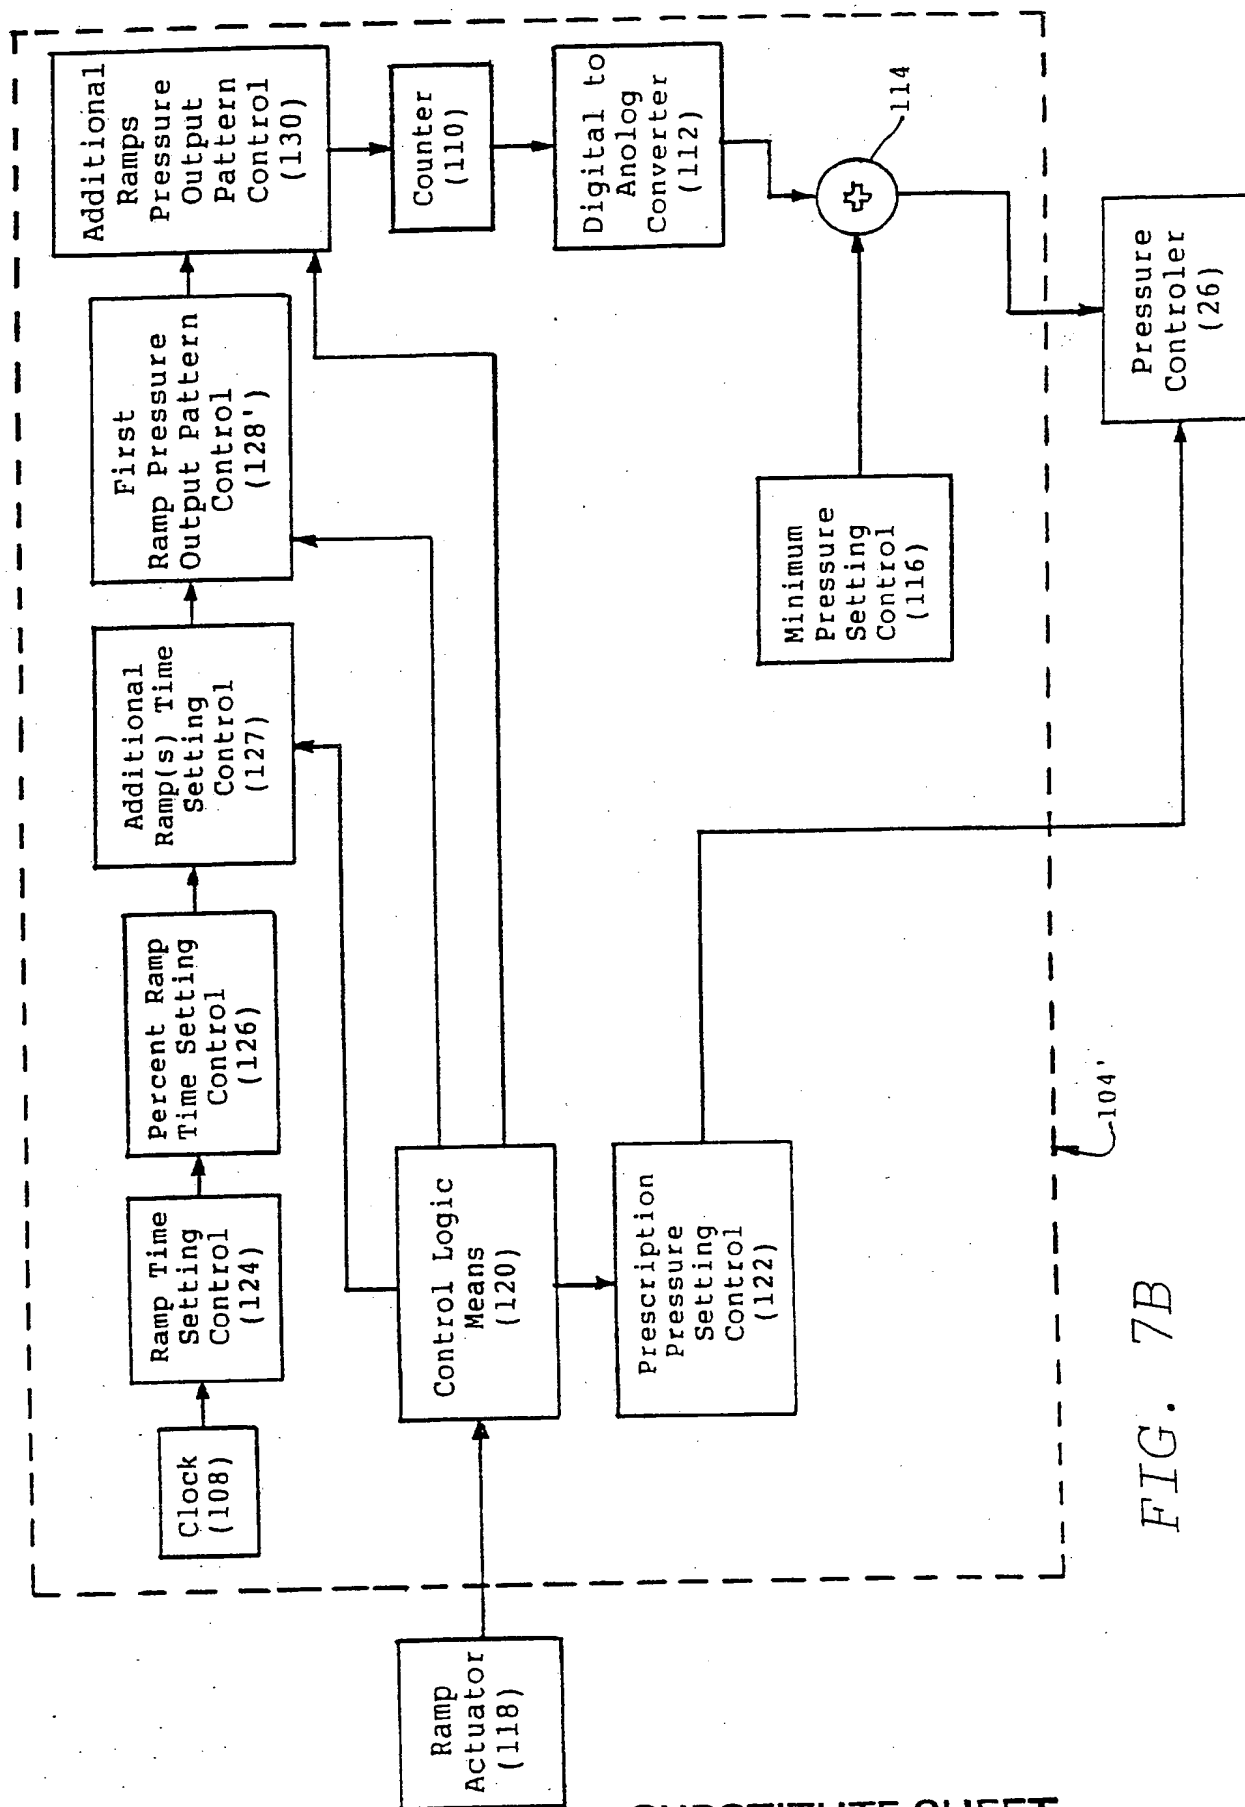 Clock
(108)
Ramp Time
Setting
Control
(124)
Percent Ramp
Time Setting
Control
(126)
Additional
Ramp(s) Time
Setting
Control
(127)
First
Ramp Pressure
Output Pattern
Control
(128')
Additional
Ramps
Pressure
Output
Pattern
Control
(130)
Counter
(110)
Digital to
Anolog
Converter
(112)
114
Ramp
Actuator
(118)
Control Logic
Means
(120)
Prescription
Pressure
Setting
Control
(122)
Minimum
Pressure
Setting
Control
(116)
Pressure
Controler
(26)
104'
FIG. 7B
SUBSTITUTE SHEET